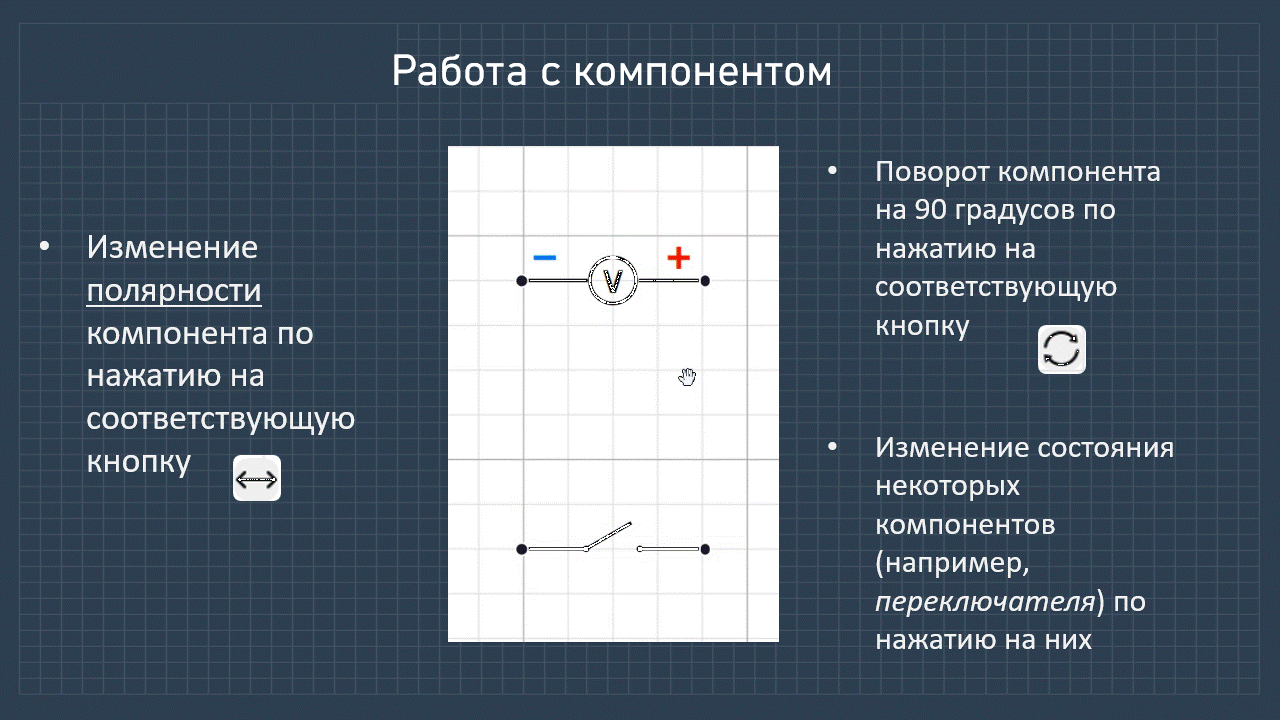 Работа с компонентом
• Изменение
полярности
компонента по
нажатию на
соответствующую
кнопку
− +
V
• Поворот компонента
на 90 градусов по
нажатию на
соответствующую
кнопку
• Изменение состояния
некоторых
компонентов
(например,
переключателя) по
нажатию на них